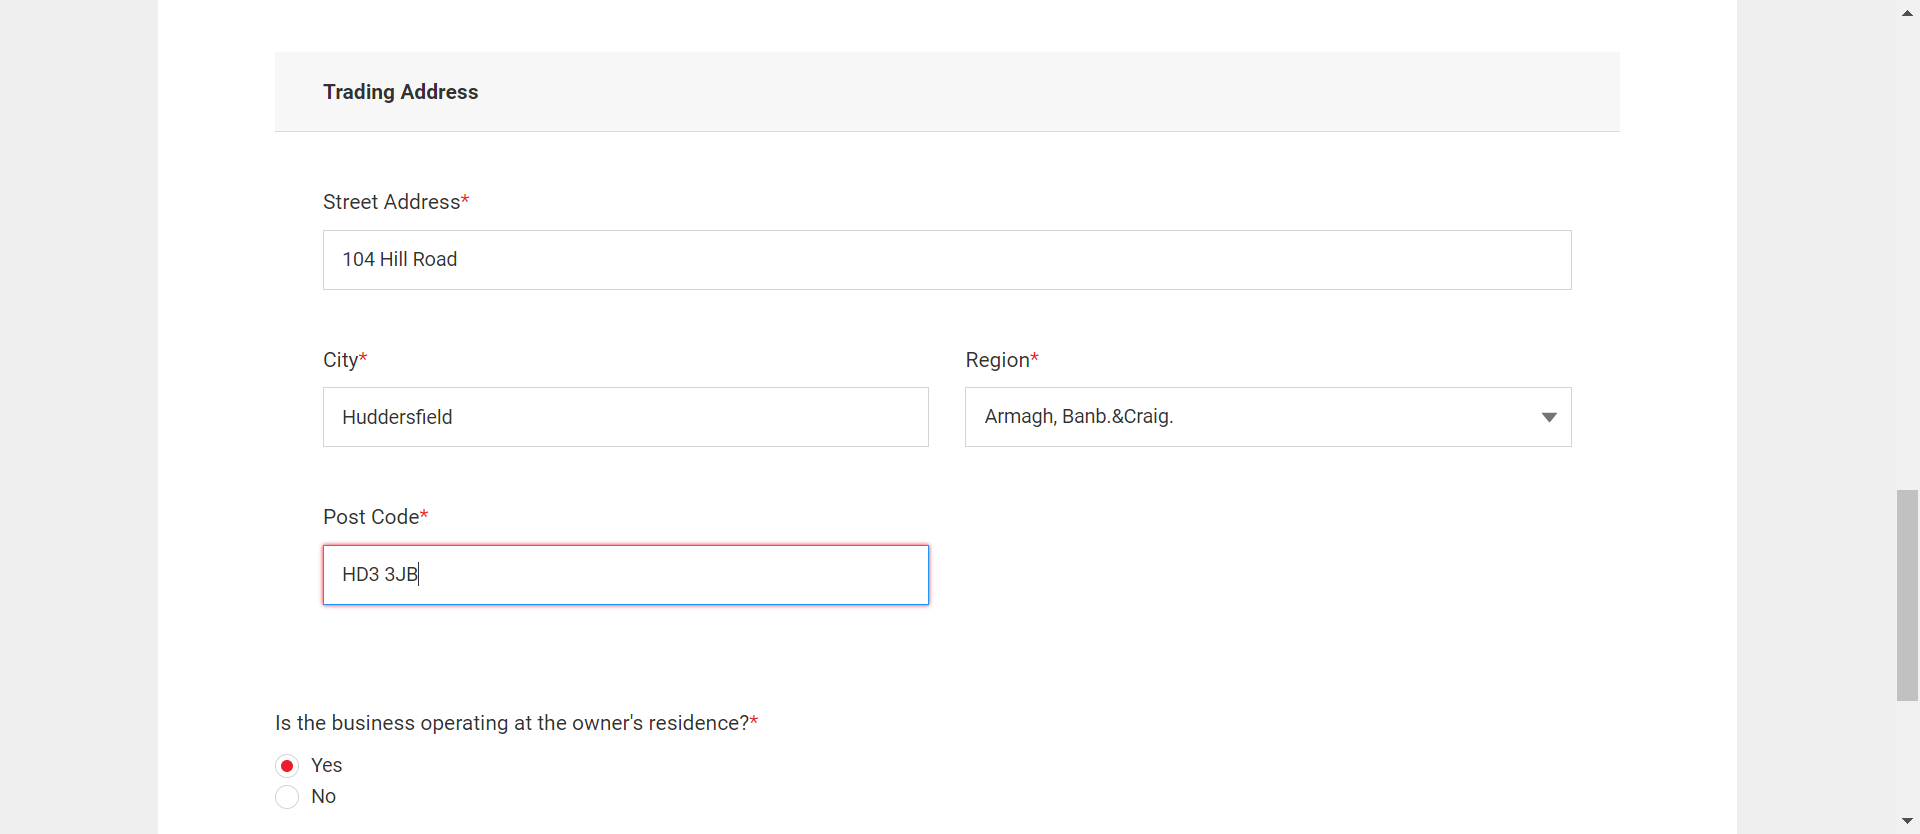 Trading Address
Street Address*
104 Hill Road
City*
Region*
Huddersfield
Armagh, Banb.&Craig.
Post Code*
HD3 3JB
Is the business operating at the owner's residence?*
Yes
No